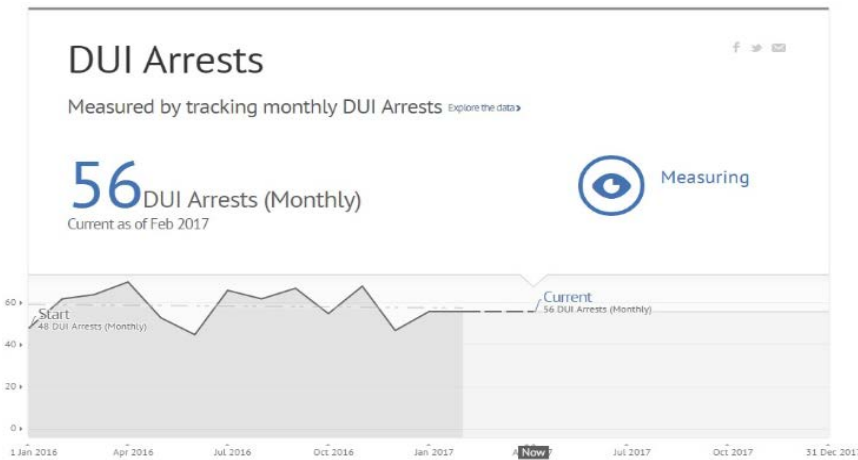 DUI Arrests
Measured by tracking monthly DUI Arrests Explore the data›
56 DUI Arrests (Monthly)
Current as of Feb 2017
Measuring
60
40
20
0
Start
48 DUI Arrests (Monthly)
Current
56 DUI Arrests (Monthly)
1 Jan 2016 Apr 2016 Jul 2016 Oct 2016 Jan 2017 Now Jul 2017 Oct 2017 31 Dec